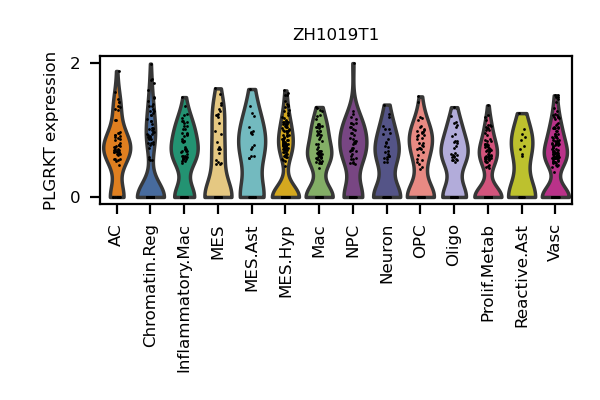 ZH1019T1
PLGRKT expression
2
0
AC
Chromatin.Reg
Inflammatory.Mac
MES
MES.Ast
MES.Hyp
Mac
NPC
Neuron
OPC
Oligo
Prolif.Metab
Reactive.Ast
Vasc